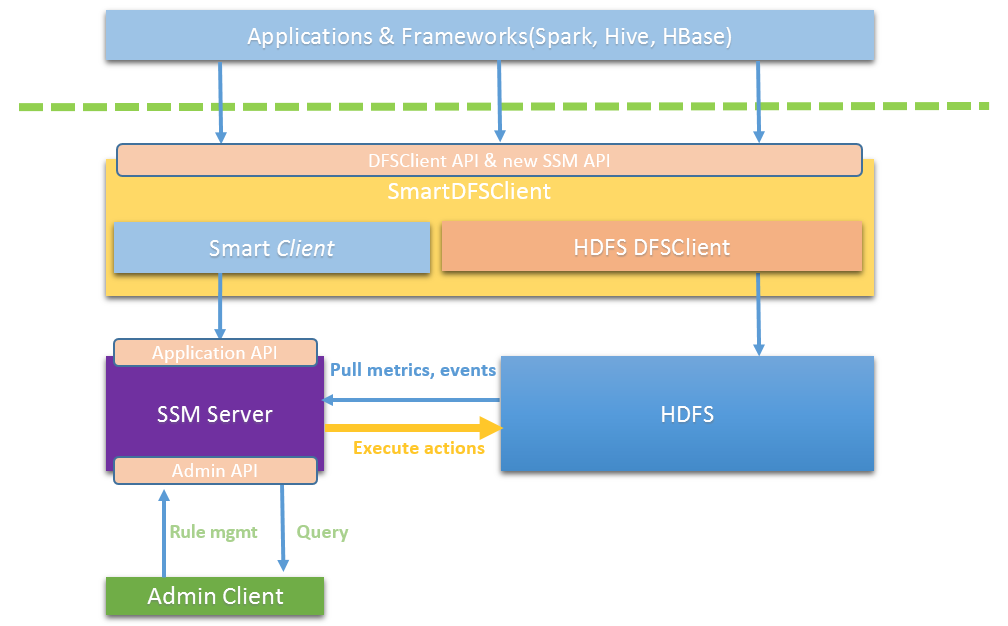 Applications & Frameworks(Spark, Hive, HBase)
DFSClient API & new SSM API
SmartDFSClient
Smart Client
HDFS DFSClient
Application API
Pull metrics, events
SSM Server
HDFS
Execute actions
Admin API
Rule mgmt
Query
Admin Client